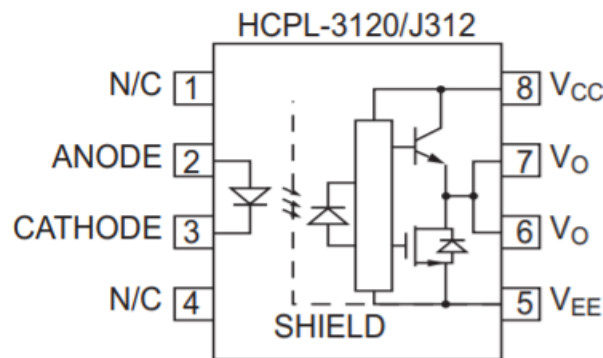 HCPL-3120/J312
N/C 1
8 VCC
ANODE 2
7 VO
CATHODE 3
6 VO
N/C 4
5 VEE
SHIELD